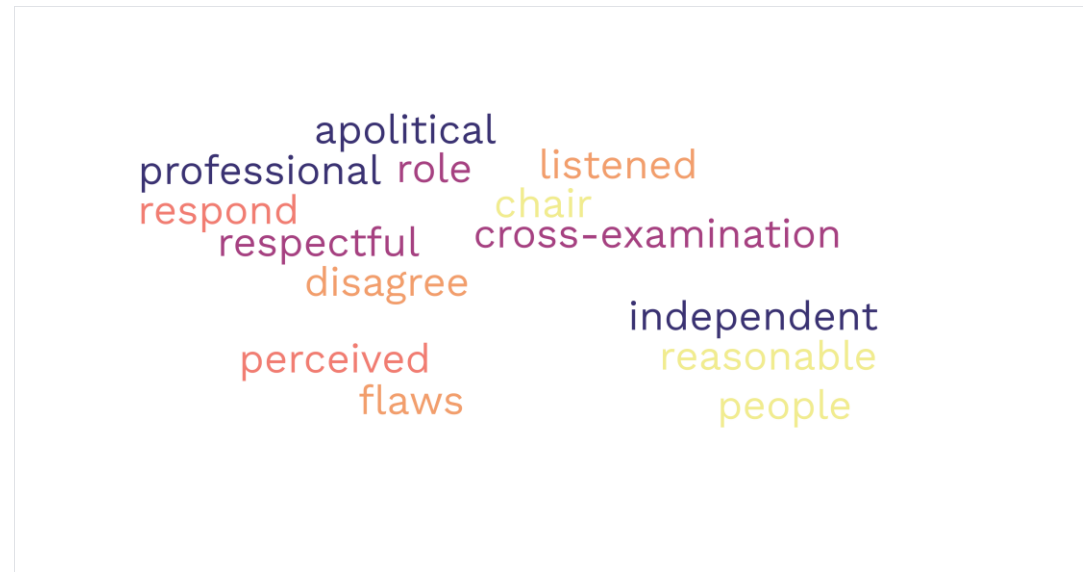 apolitical
professional role
listened
respond
chair
respectful
cross-examination
disagree
independent
perceived
reasonable
flaws
people